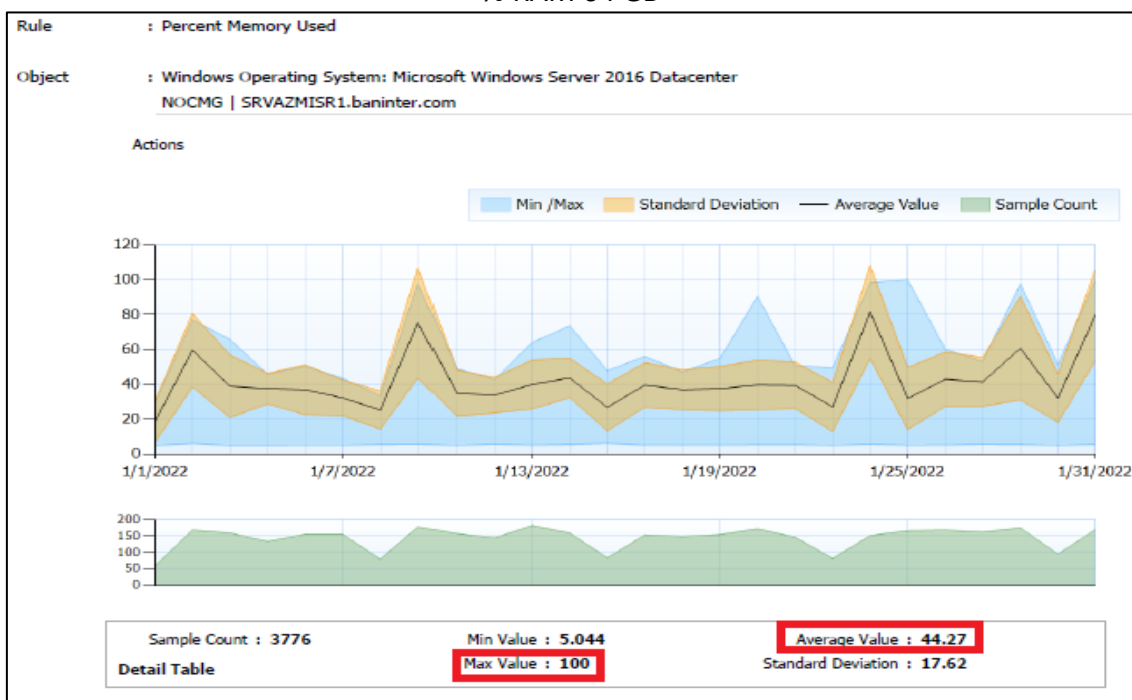 Rule : Percent Memory Used
Object : Windows Operating System: Microsoft Windows Server 2016 Datacenter
NOCMG | SRVAZMISR1.baninter.com
Actions
Min /Max Standard Deviation Average Value Sample Count
120
100
80
60
40
20
0
1/1/2022 1/7/2022 1/13/2022 1/19/2022 1/25/2022 1/31/2022
200
150
100
50
0
Sample Count : 3776 Min Value : 5.044 Average Value : 44.27
Detail Table Max Value : 100 Standard Deviation : 17.62